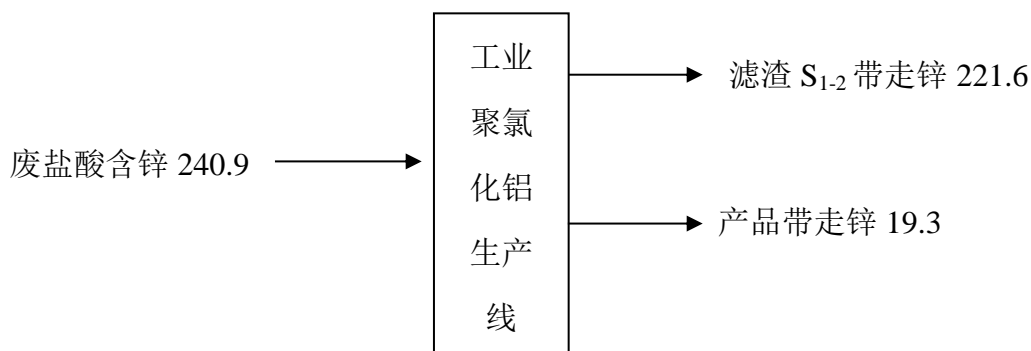 工业
聚氯
化铝
生产
线
废盐酸含锌 240.9
滤渣 S1-2 带走锌 221.6
产品带走锌 19.3